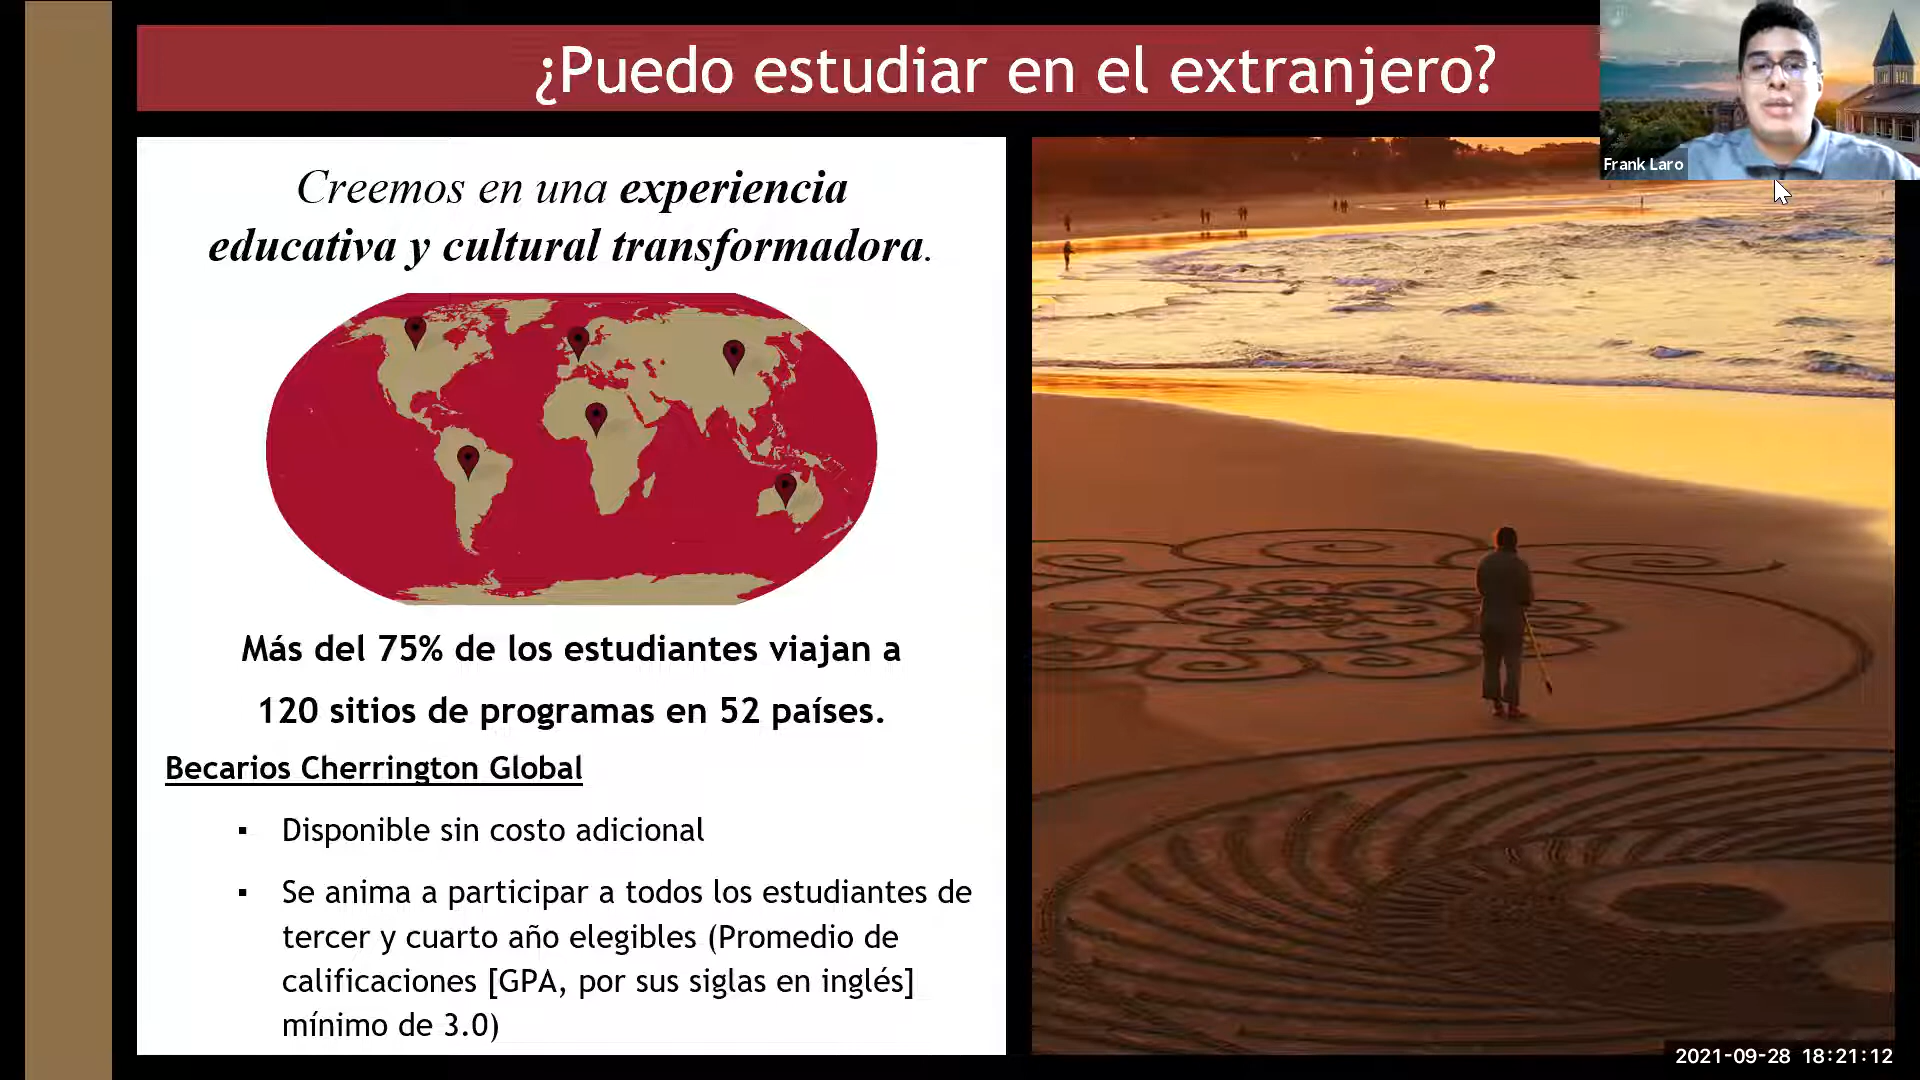 ¿Puedo estudiar en el extranjero?
Frank Laro
Creemos en una experiencia
educativa y cultural transformadora.
Más del 75% de los estudiantes viajan a
120 sitios de programas en 52 países.
Becarios Cherrington Global
▪ Disponible sin costo adicional
▪ Se anima a participar a todos los estudiantes de
tercer y cuarto año elegibles (Promedio de
calificaciones [GPA, por sus siglas en inglés]
mínimo de 3.0)
2021-09-28 18:21:12